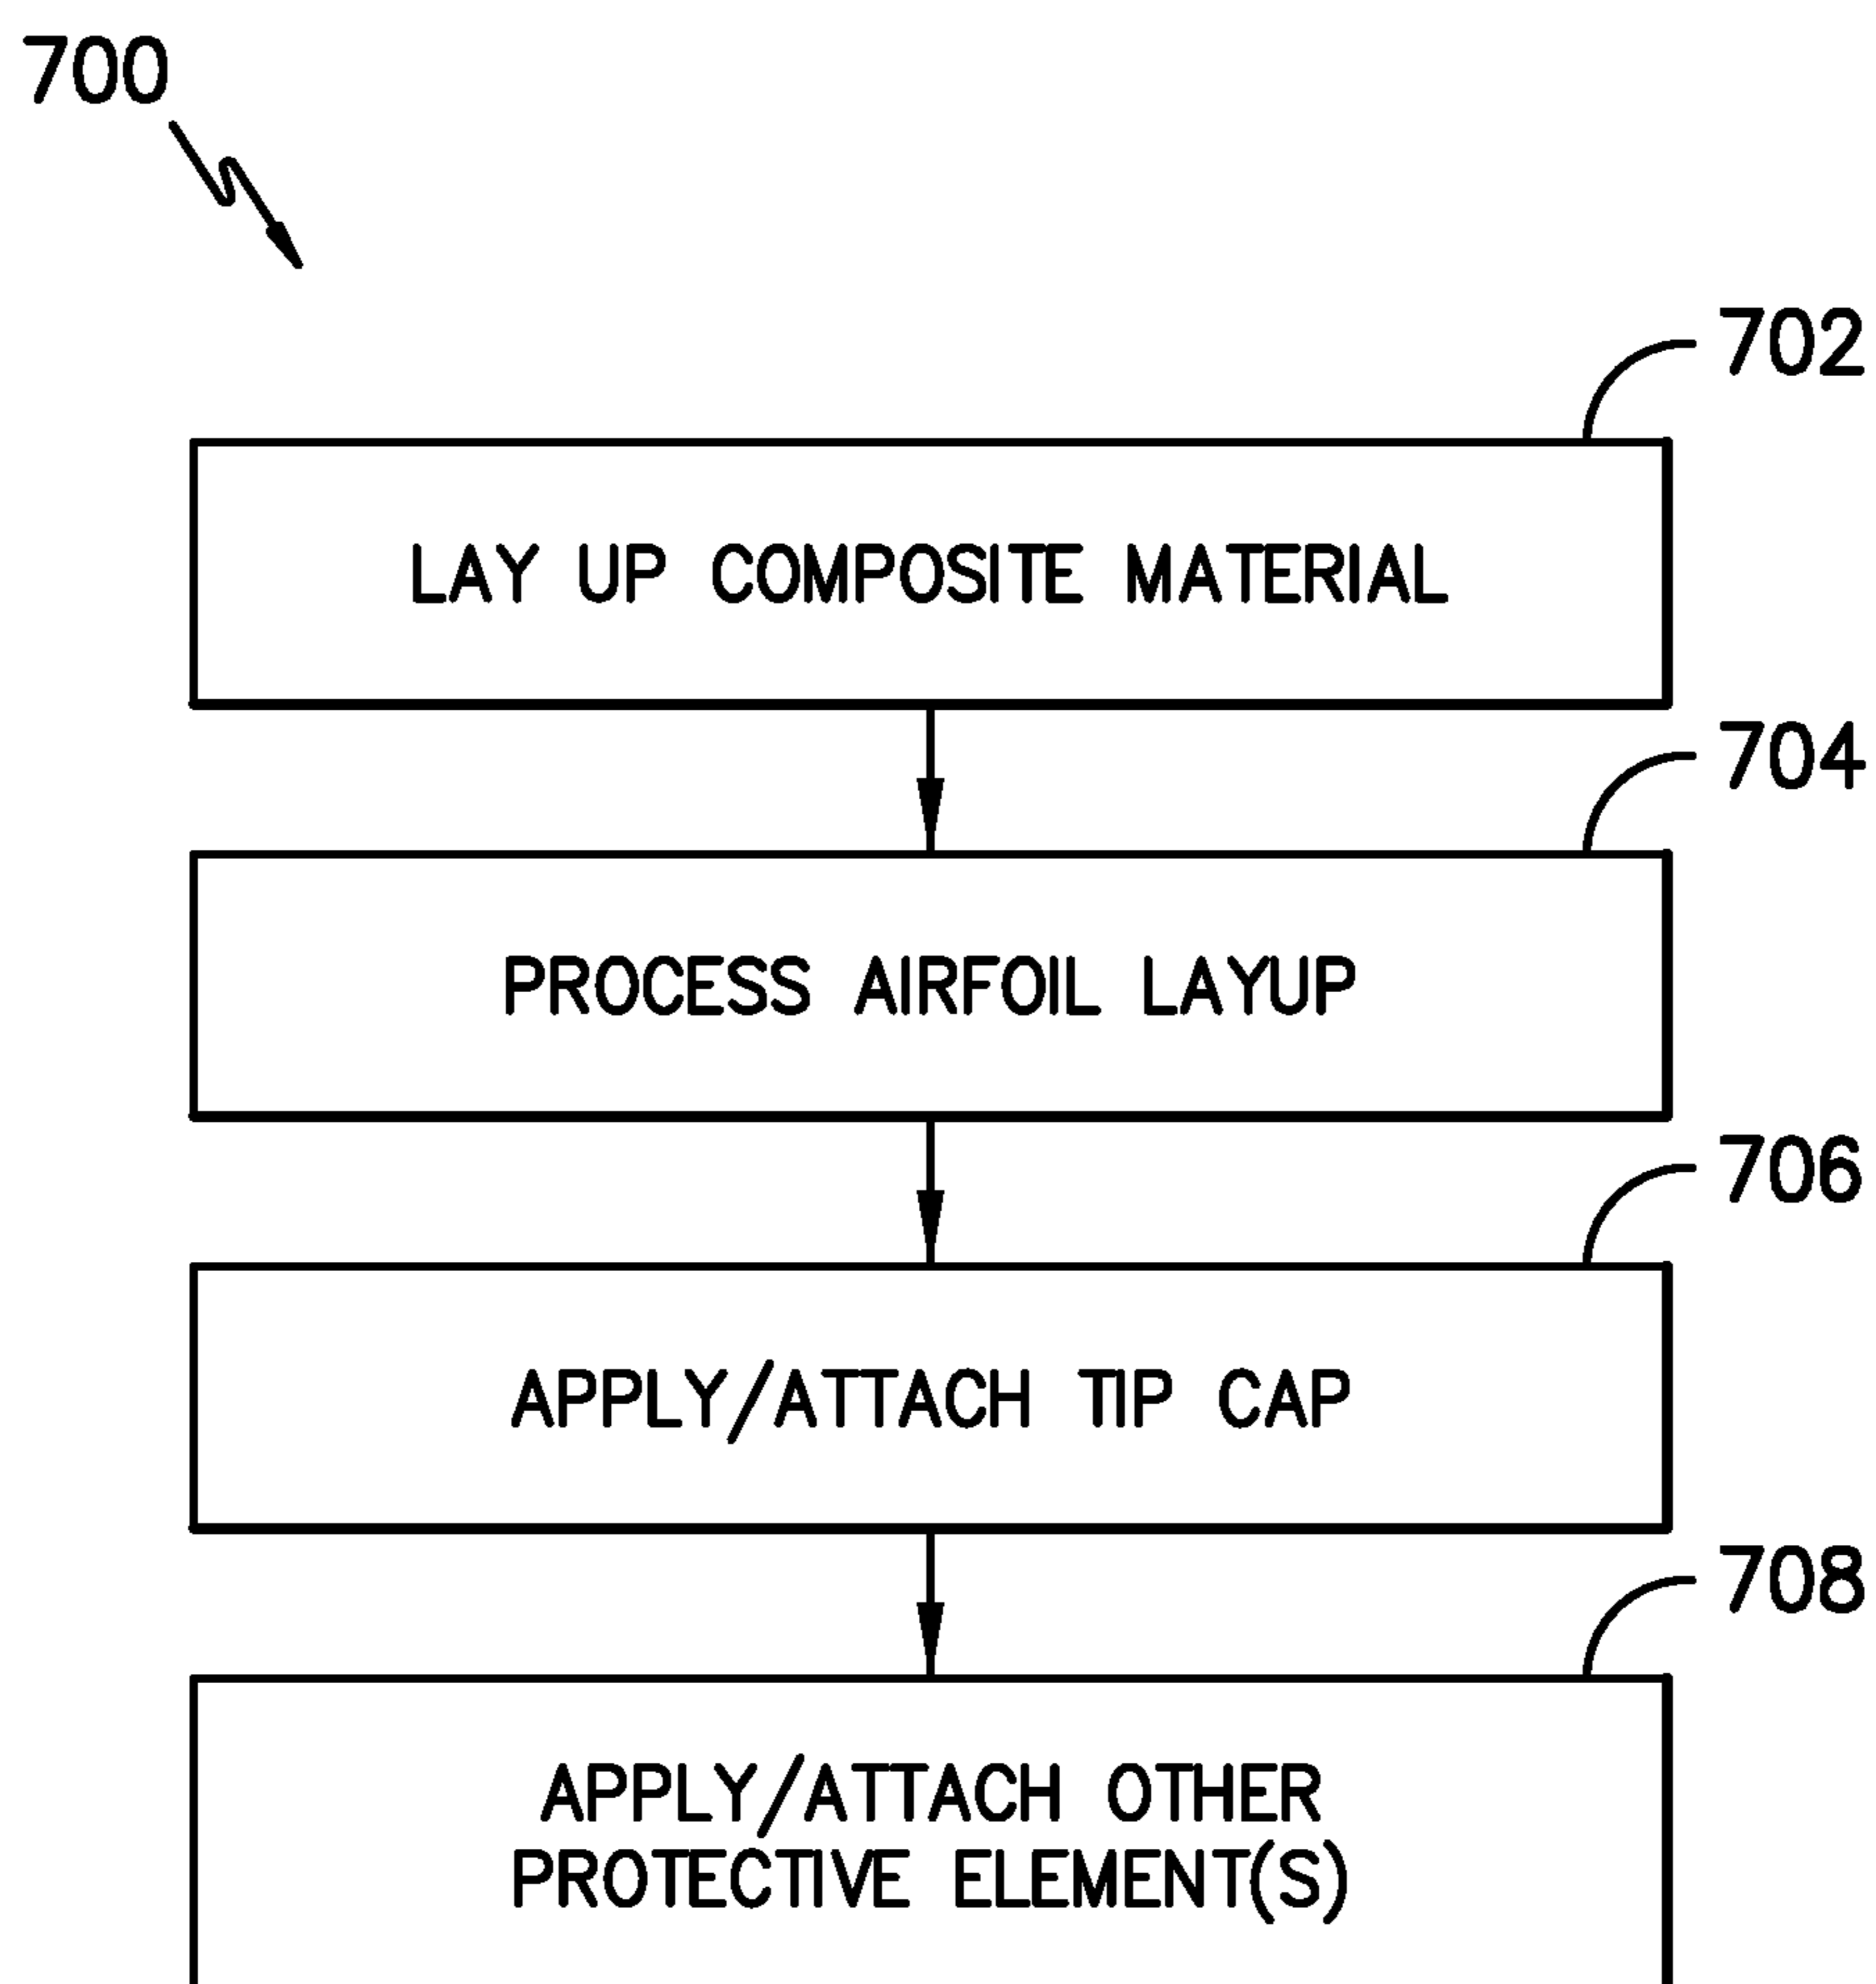 700
702
LAY UP COMPOSITE MATERIAL
704
PROCESS AIRFOIL LAYUP
706
APPLY/ATTACH TIP CAP
708
APPLY/ATTACH OTHER
PROTECTIVE ELEMENT(S)